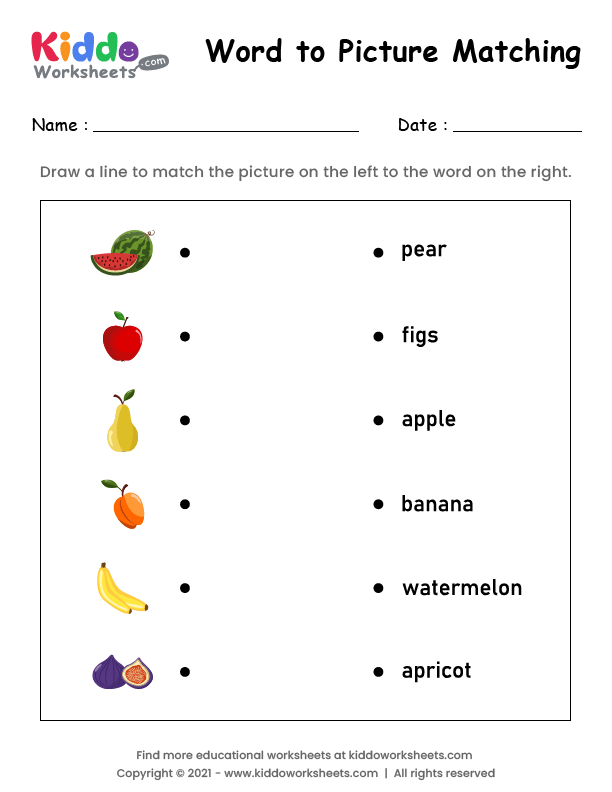 Kiddo
Worksheets
.com
Word to Picture Matching
Name : Date :
Draw a line to match the picture on the left to the word on the right.
pear
figs
apple
banana
watermelon
apricot
Find more educational worksheets at kiddoworksheets.com
Copyright © 2021 - www.kiddoworksheets.com | All rights reserved